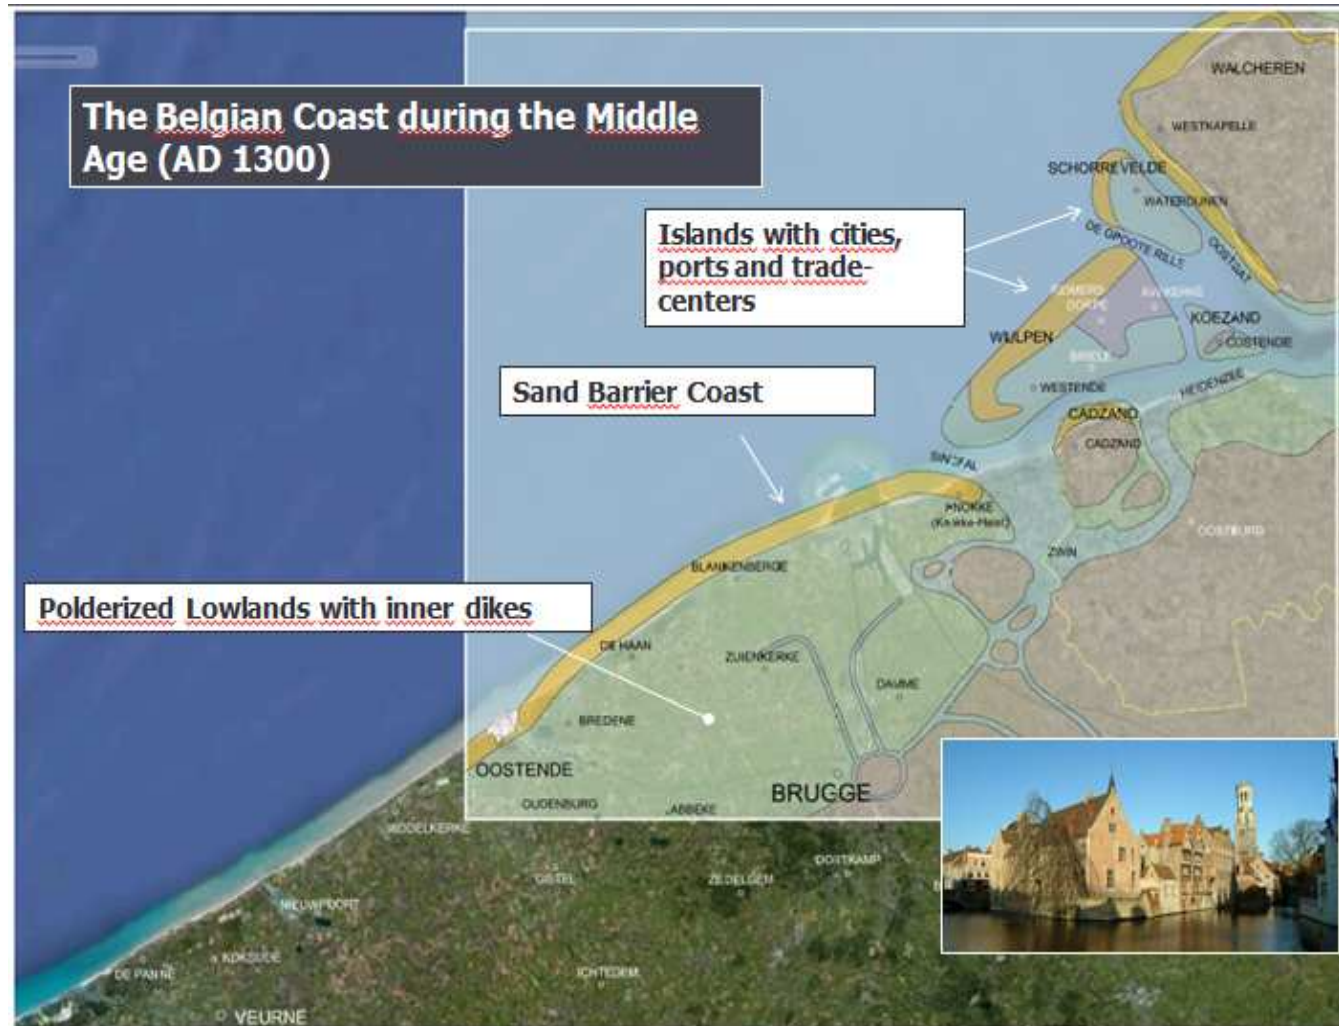 The Belgian Coast during the Middle
Age (AD 1300)
WALCHEREN
WESTKAPELLE
SCHORREVELDE
WATERDUNEN
Islands with cities,
ports and trade-
centers
DE GROOTE RILLE
OOSTGAT
KOEZAND
OOSTENDE
WULPEN
WESTENDE
HEIDENZEE
Sand Barrier Coast
CADZAND
CADZAND
SINCFAL
KNOKKE
(Knokke-Heist)
OOSTBURG
ZWIN
BLANKENBERGE
Polderized Lowlands with inner dikes
DE HAAN
ZUIENKERKE
DAMME
BREDENE
OOSTENDE
BRUGGE
OUDENBURG
JABBEKE
MIDDELKERKE
OOSTKAMP
GISTEL
ZEDELGEM
NIEUWPOORT
KOKSIJDE
DE PANNE
ICHTEGEM
VEURNE